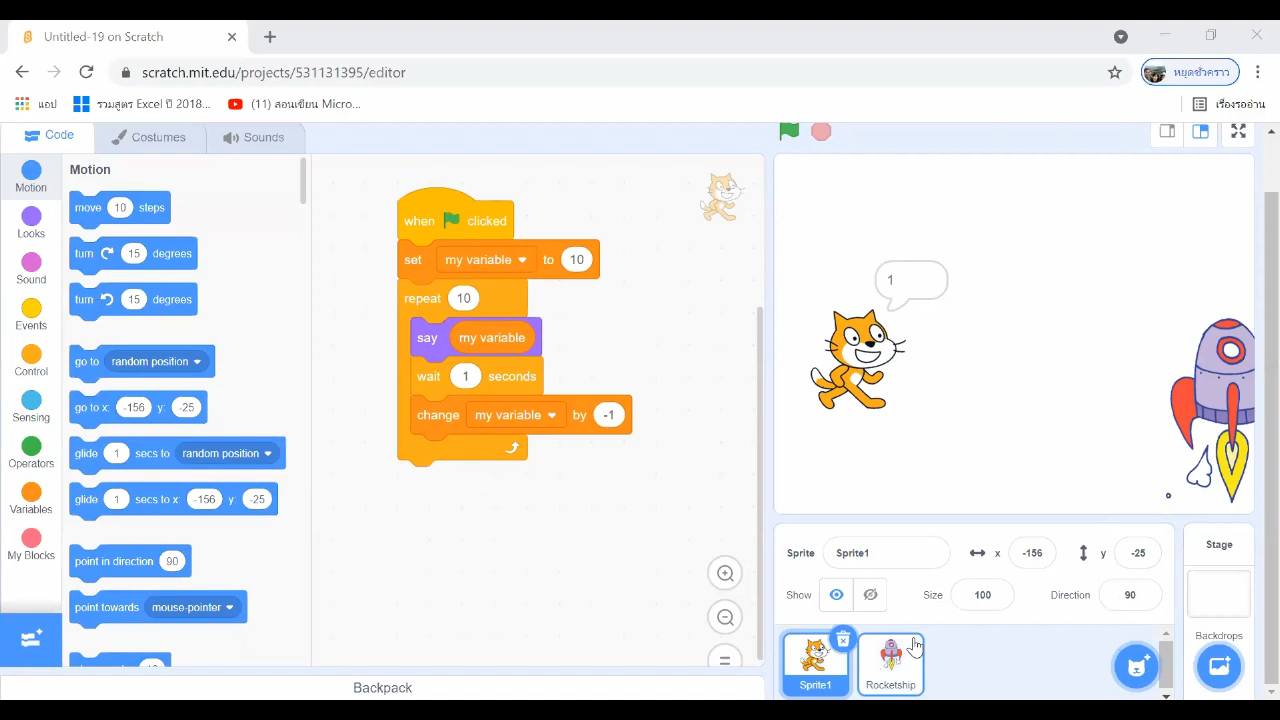 Untitled-19 on Scratch
scratch.mit.edu/projects/531131395/editor
หยุดชั่วคราว
แอป
รวมสูตร Excel ปี 2018...
(11) สอนเขียน Micro...
เรื่องรออ่าน
Code
Costumes
Sounds
Motion
Looks
Sound
Events
Control
Sensing
Operators
Variables
My Blocks
Motion
move 10 steps
turn 15 degrees
turn 15 degrees
go to random position
go to x: -156 y: -25
glide 1 secs to random position
glide 1 secs to x: -156 y: -25
point in direction 90
point towards mouse-pointer
when clicked
set my variable to 10
repeat 10
say my variable
wait 1 seconds
change my variable by -1
Backpack
1
Sprite Sprite1 x -156 y -25
Show Size 100 Direction 90
Sprite1
Rocketship
Stage
Backdrops